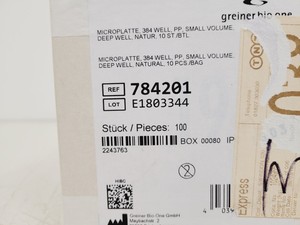 greiner bio one
MICROPLATTE, 384 WELL, PP, SMALL VOLUME,
DEEP WELL, NATUR, 10 ST./BTL
MICROPLATTE, 384 WELL, PP, SMALL VOLUME,
DEEP WELL, NATURAL, 10 PCS./BAG
REF 784201
LOT E1803344
Stück / Pieces: 100
BOX 00080 IP
2243763
2
Greiner Bio One GmbH
Maybachstr. 2
Express